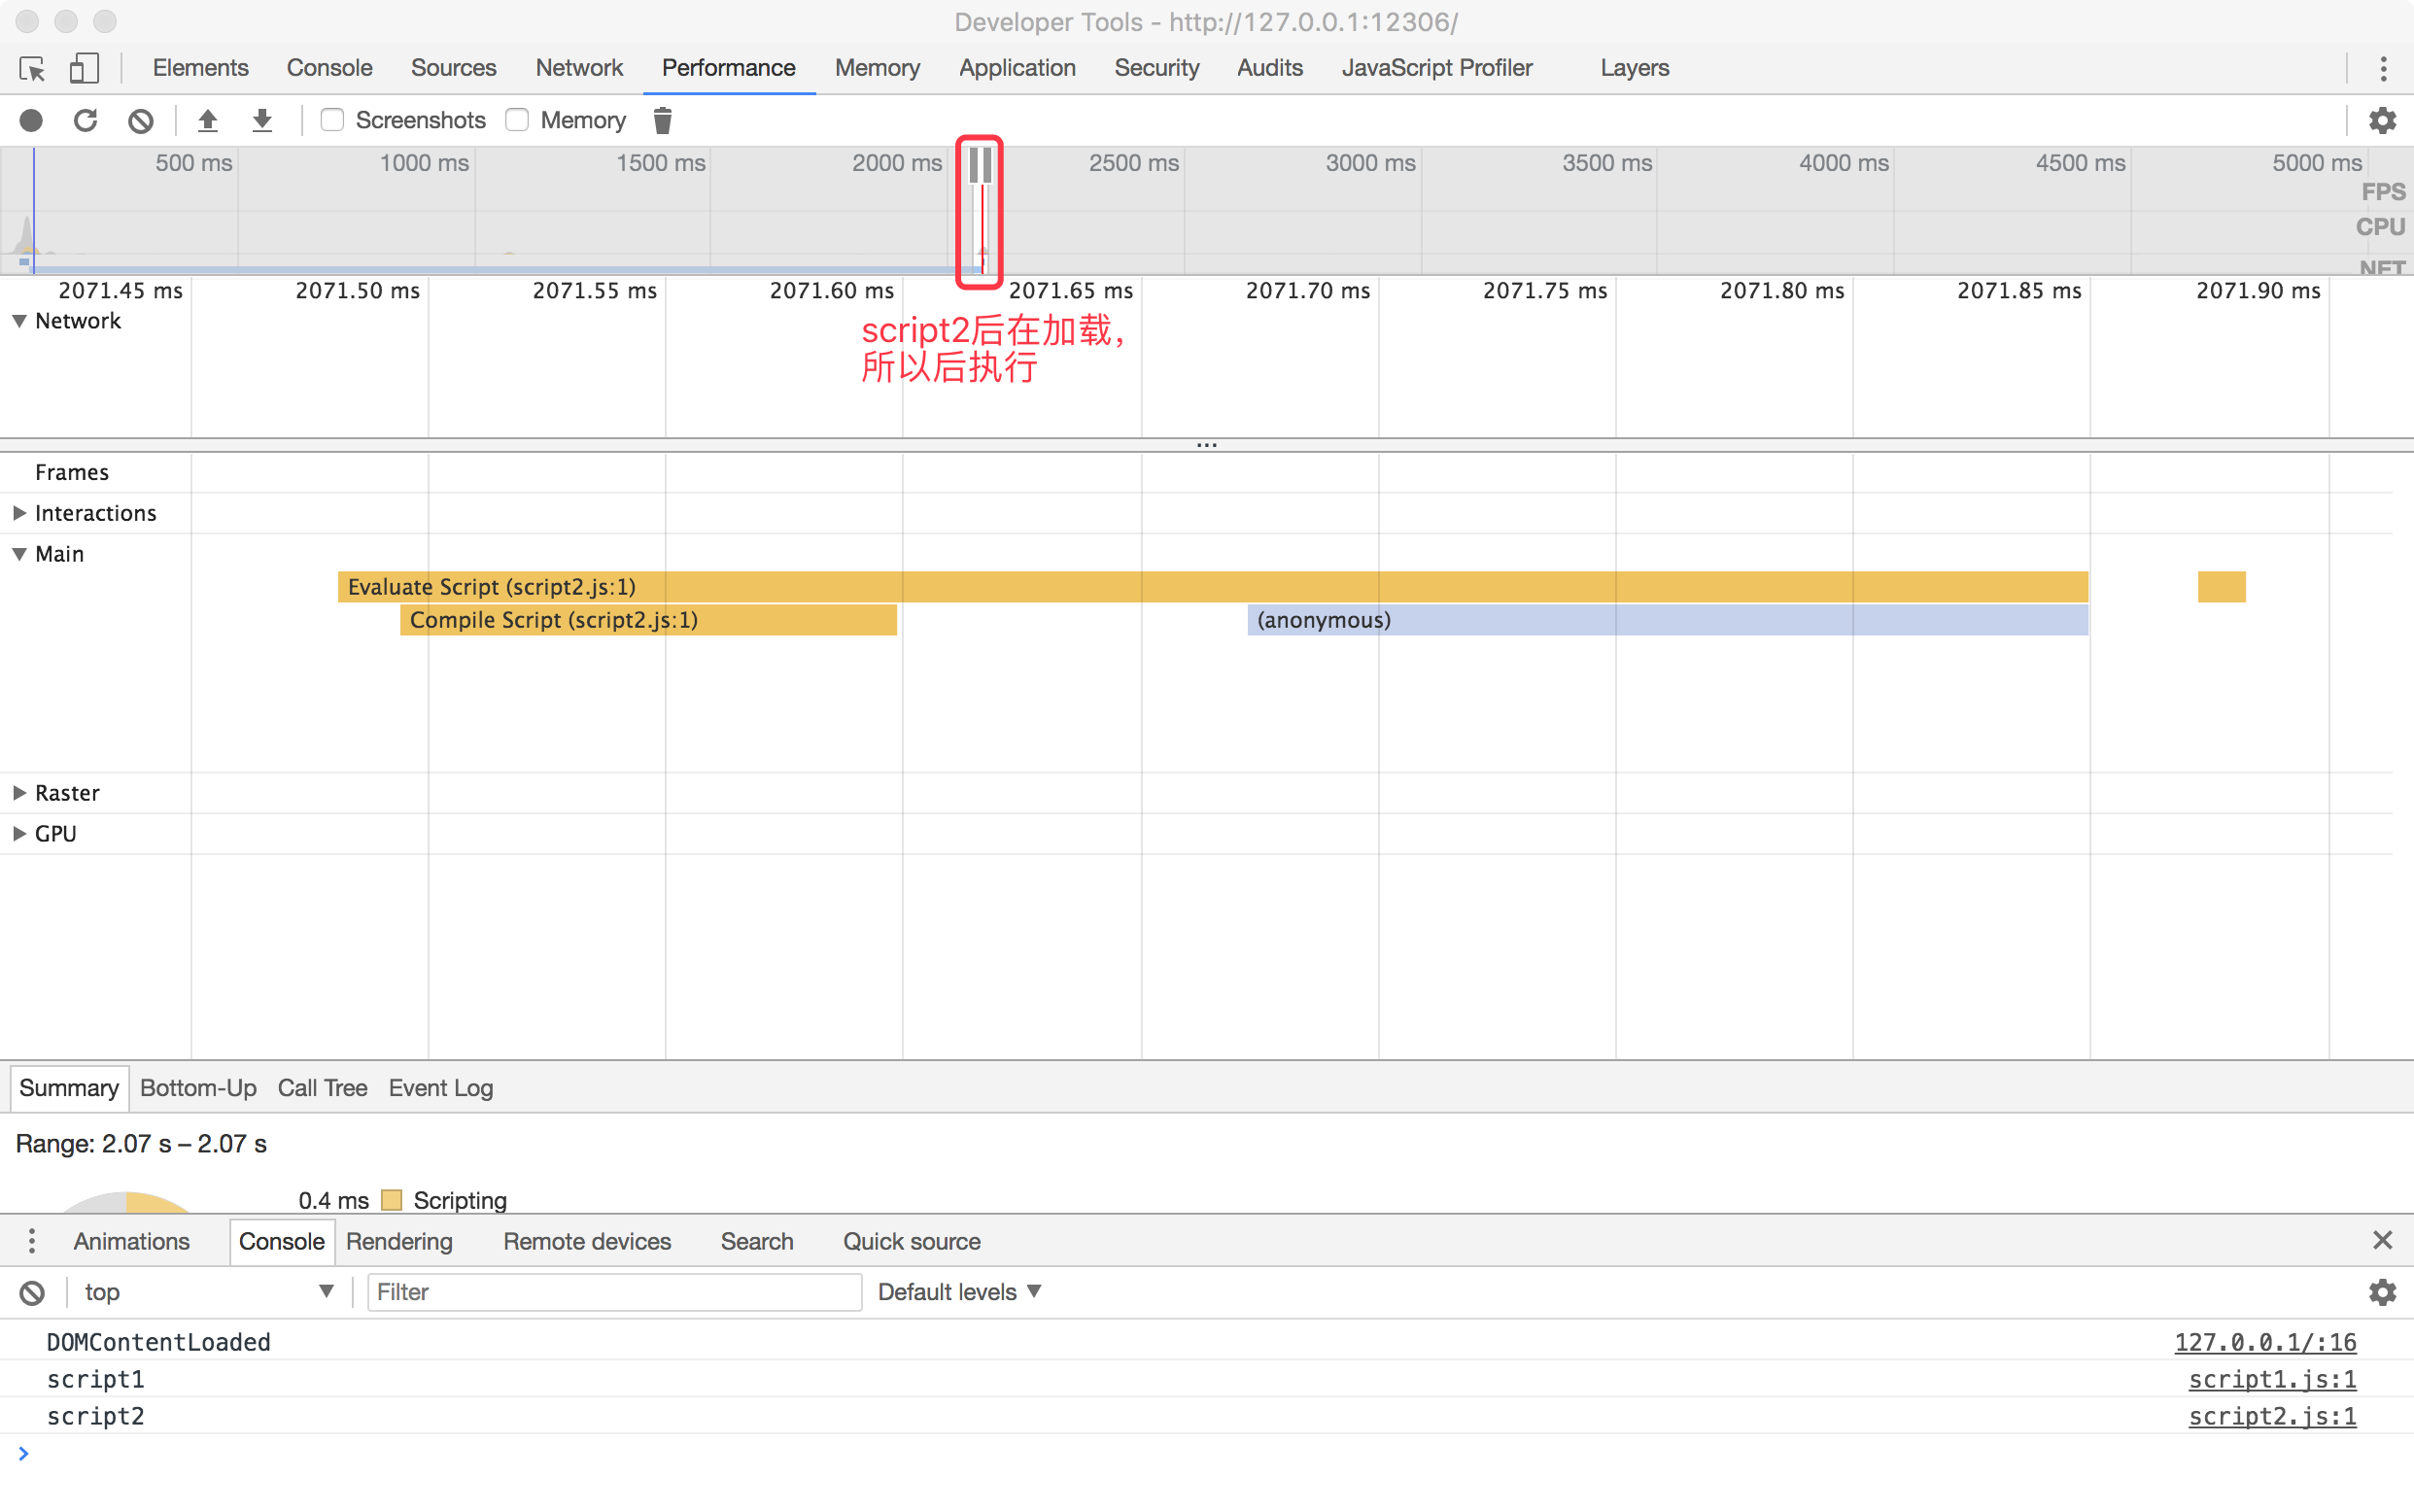 Developer Tools - http://127.0.0.1:12306/
Elements Console Sources Network Performance Memory Application Security Audits JavaScript Profiler Layers
Screenshots Memory
500 ms 1000 ms 1500 ms 2000 ms 2500 ms 3000 ms 3500 ms 4000 ms 4500 ms 5000 ms
FPS
CPU
NET
2071.45 ms 2071.50 ms 2071.55 ms 2071.60 ms 2071.65 ms 2071.70 ms 2071.75 ms 2071.80 ms 2071.85 ms 2071.90 ms
Network
script2后在加载，
所以后执行
...
Frames
Interactions
Main
Evaluate Script (script2.js:1)
Compile Script (script2.js:1) (anonymous)
Raster
GPU
Summary Bottom-Up Call Tree Event Log
Range: 2.07 s – 2.07 s
0.4 ms Scripting
Animations Console Rendering Remote devices Search Quick source
top Filter Default levels
DOMContentLoaded 127.0.0.1/:16
script1 script1.js:1
script2 script2.js:1